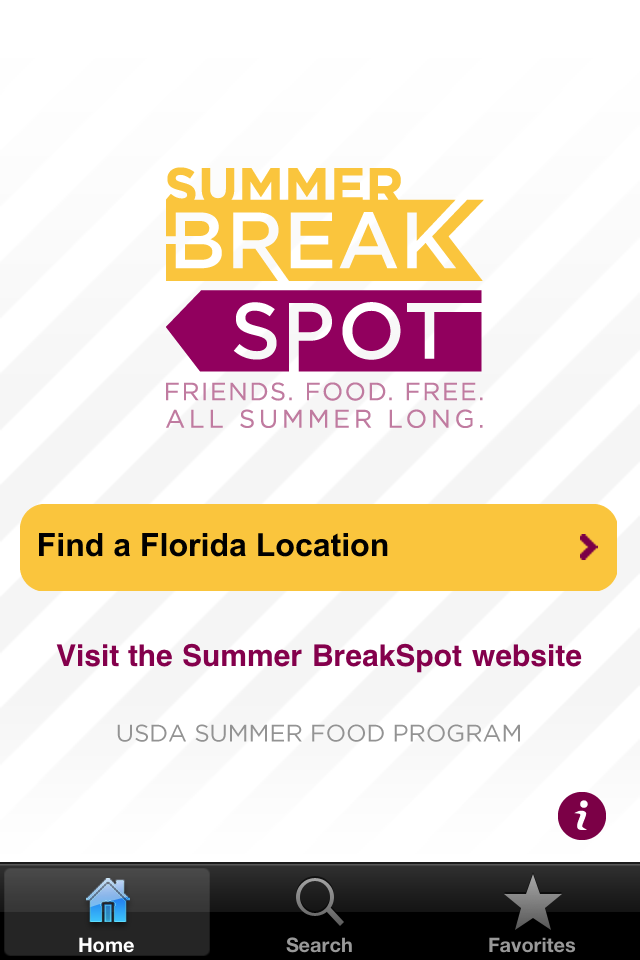 SUMMER
BREAK
SPOT
FRIENDS. FOOD. FREE.
ALL SUMMER LONG.
Find a Florida Location
Visit the Summer BreakSpot website
USDA SUMMER FOOD PROGRAM
i
Home Search Favorites